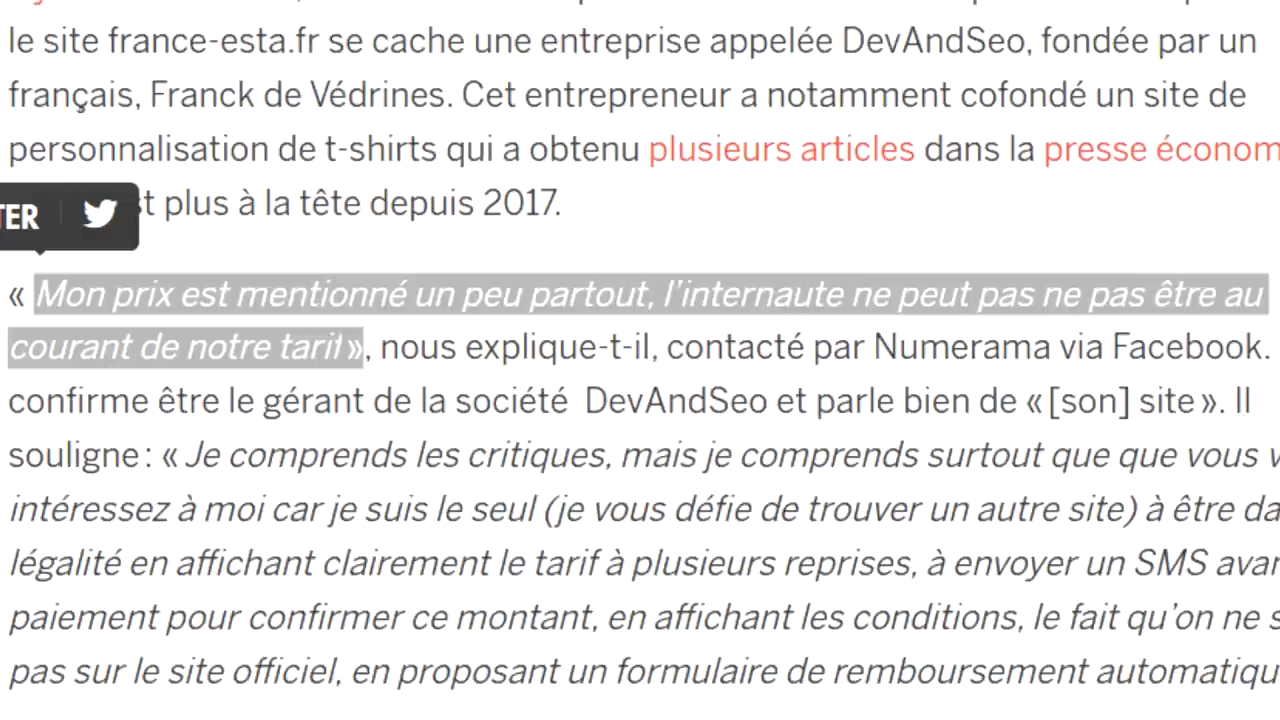 le site france-esta.fr se cache une entreprise appelée DevAndSeo, fondée par un
français, Franck de Védrines. Cet entrepreneur a notamment cofondé un site de
personnalisation de t-shirts qui a obtenu plusieurs articles dans la presse économ
plus à la tête depuis 2017.
TER
« Mon prix est mentionné un peu partout, l'internaute ne peut pas ne pas être au
courant de notre tarif », nous explique-t-il, contacté par Numerama via Facebook.
confirme être le gérant de la société DevAndSeo et parle bien de « [son] site ». Il
souligne : « Je comprends les critiques, mais je comprends surtout que que vous v
intéressez à moi car je suis le seul (je vous défie de trouver un autre site) à être da
légalité en affichant clairement le tarif à plusieurs reprises, à envoyer un SMS avan
paiement pour confirmer ce montant, en affichant les conditions, le fait qu'on ne s
pas sur le site officiel, en proposant un formulaire de remboursement automatiqu